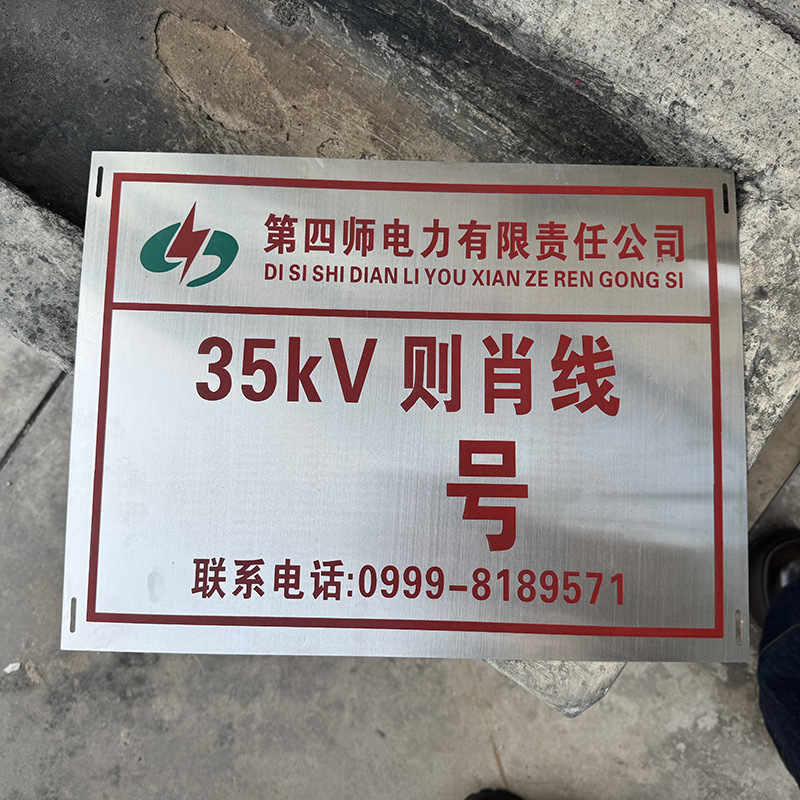 第四师电力有限责任公司
DI SI SHI DIAN LI YOU XIAN ZE REN GONG SI
35kV 则肖线
号
联系电话:0999-8189571